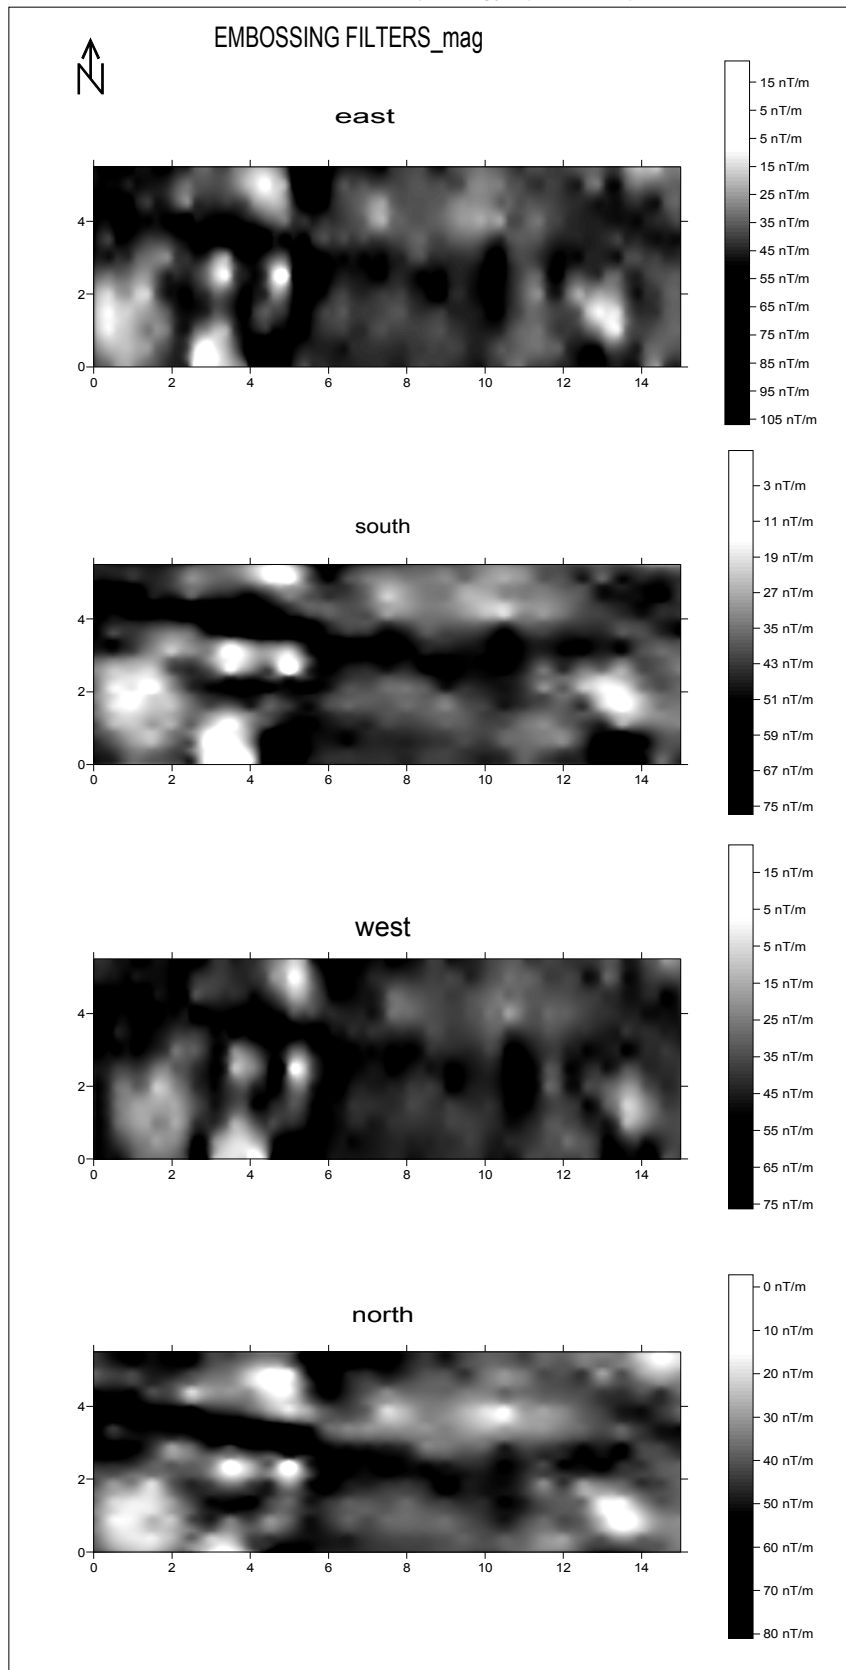 EMBOSSING FILTERS_mag
N
east
15 nT/m
5 nT/m
5 nT/m
15 nT/m
25 nT/m
35 nT/m
45 nT/m
55 nT/m
65 nT/m
75 nT/m
85 nT/m
95 nT/m
105 nT/m
4
2
0
0 2 4 6 8 10 12 14
south
3 nT/m
11 nT/m
19 nT/m
27 nT/m
35 nT/m
43 nT/m
51 nT/m
59 nT/m
67 nT/m
75 nT/m
4
2
0
0 2 4 6 8 10 12 14
west
15 nT/m
5 nT/m
5 nT/m
15 nT/m
25 nT/m
35 nT/m
45 nT/m
55 nT/m
65 nT/m
75 nT/m
4
2
0
0 2 4 6 8 10 12 14
north
0 nT/m
10 nT/m
20 nT/m
30 nT/m
40 nT/m
50 nT/m
60 nT/m
70 nT/m
80 nT/m
4
2
0
0 2 4 6 8 10 12 14